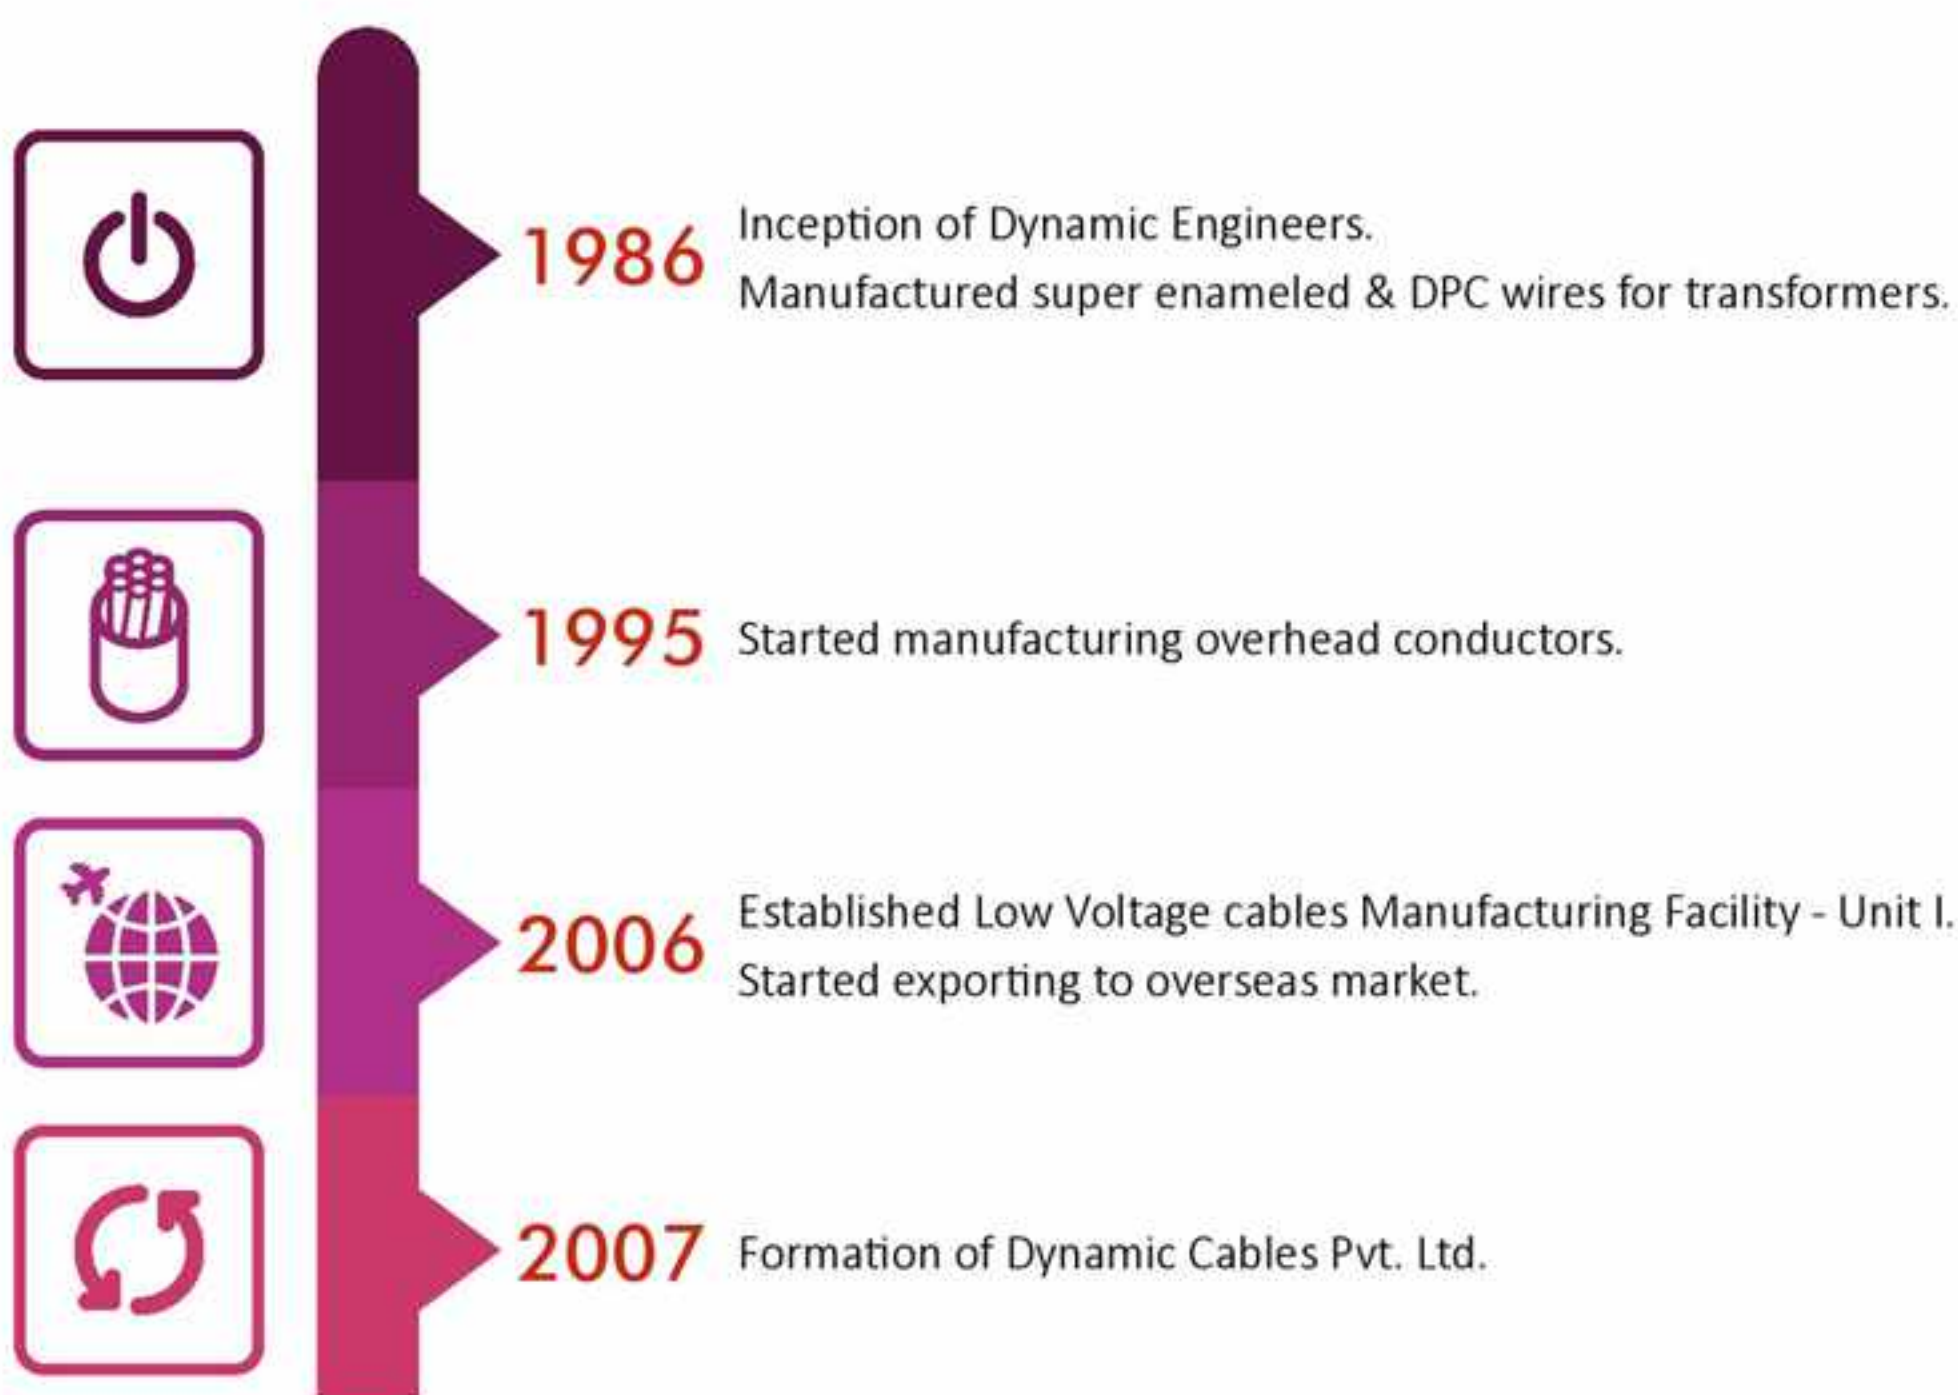 1986
Inception of Dynamic Engineers.
Manufactured super enameled & DPC wires for transformers.
1995
Started manufacturing overhead conductors.
2006
Established Low Voltage cables Manufacturing Facility - Unit I.
Started exporting to overseas market.
2007
Formation of Dynamic Cables Pvt. Ltd.